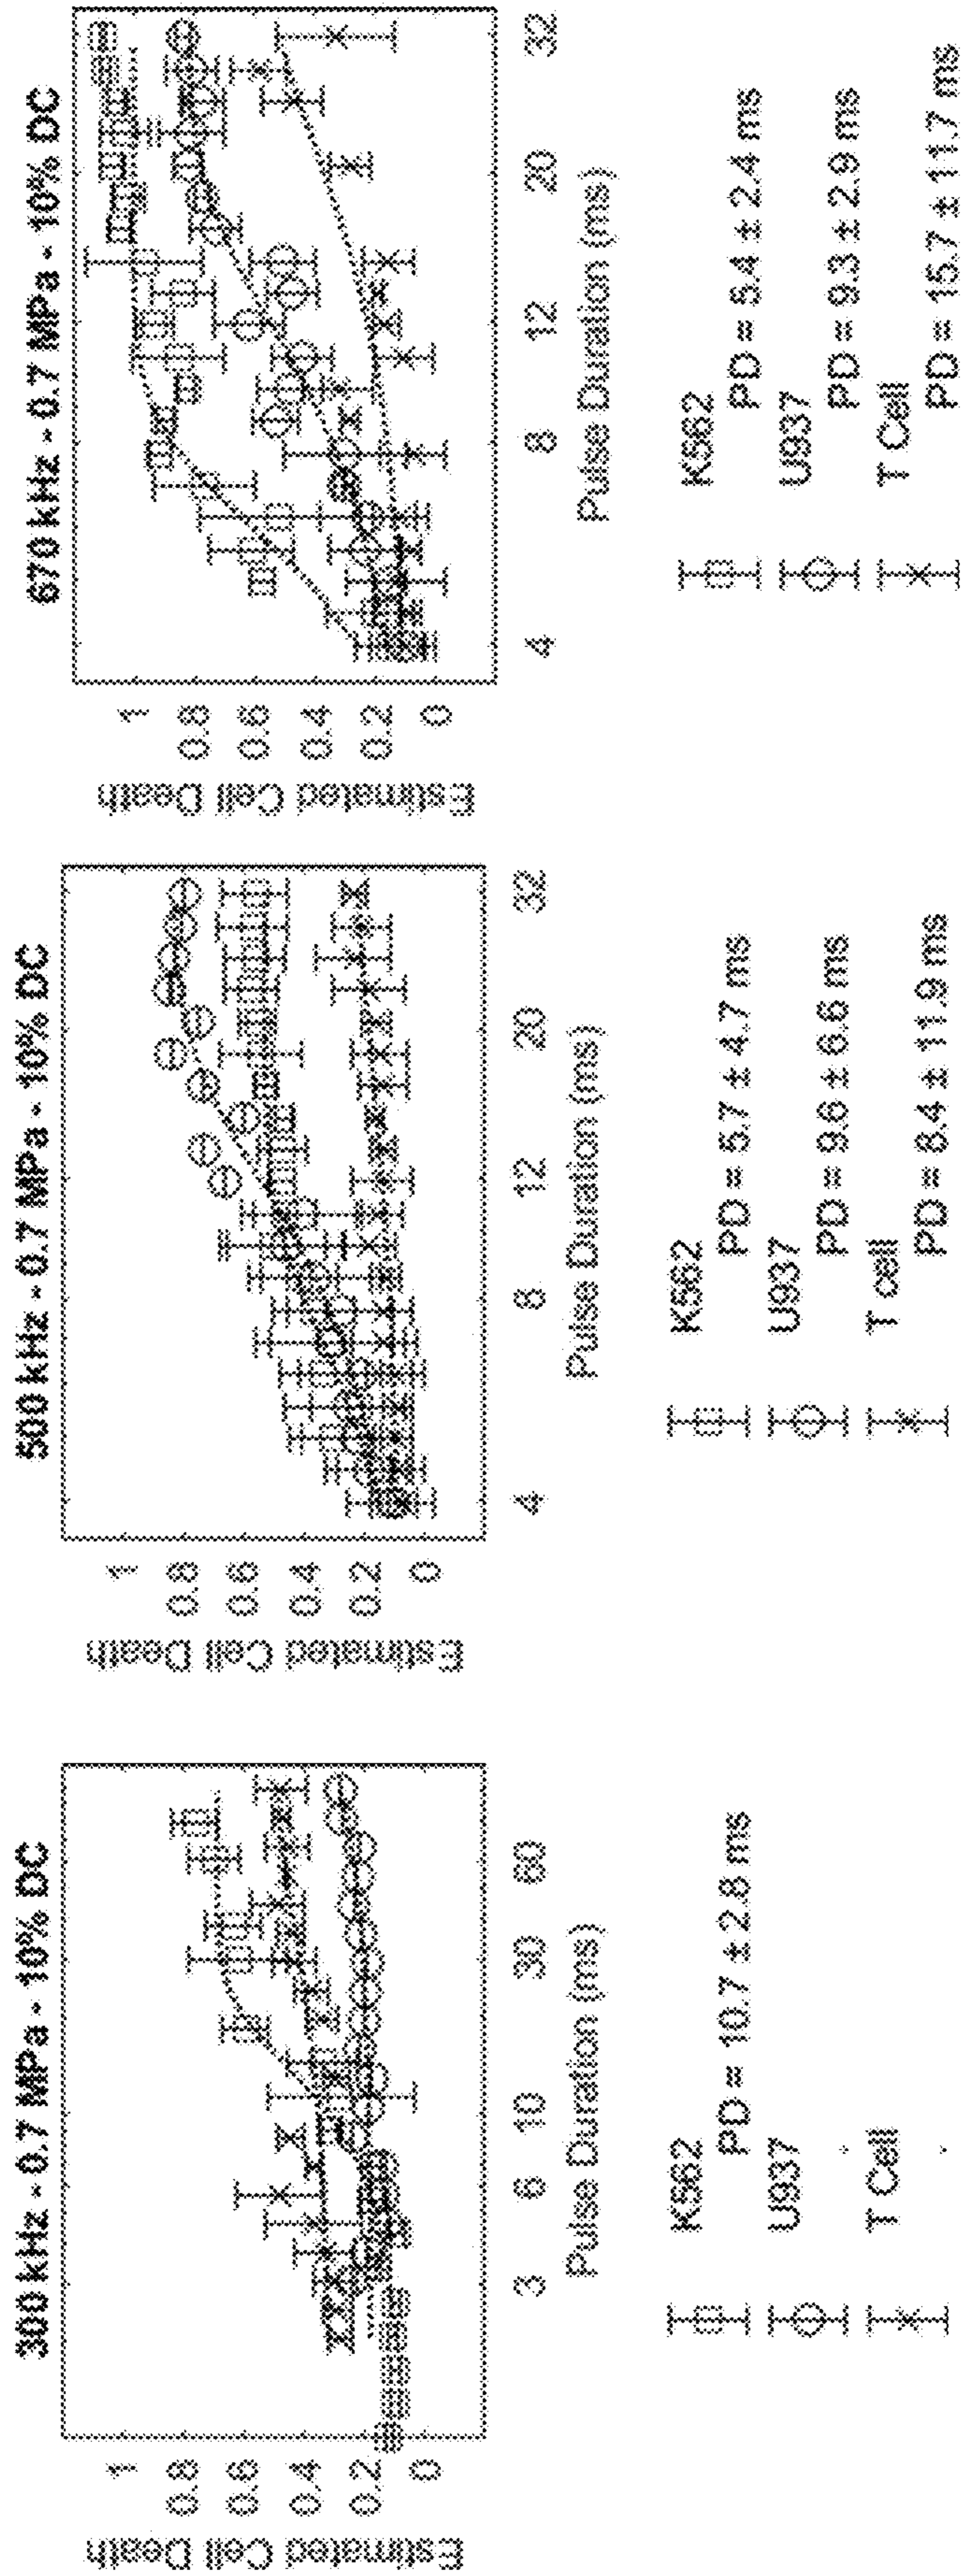 300 kHz - 0.7 MPa - 10% DC
Estimated Cell Death
1
0.8
0.6
0.4
0.2
0
3
6
10
30
60
Pulse Duration (ms)
K562
PD = 10.7 ± 2.8 ms
U937
T Cell
500 kHz - 0.7 MPa - 10% DC
Estimated Cell Death
1
0.8
0.6
0.4
0.2
0
4
8
12
20
32
Pulse Duration (ms)
K562
PD = 5.7 ± 4.7 ms
U937
PD = 9.6 ± 6.6 ms
T cell
PD = 8.4 ± 11.9 ms
670 kHz - 0.7 MPa - 10% DC
Estimated Cell Death
1
0.8
0.6
0.4
0.2
0
4
8
12
20
32
Pulse Duration (ms)
K562
PD = 5.4 ± 2.4 ms
U937
PD = 9.3 ± 2.9 ms
T Cell
PD = 15.7 ± 11.7 ms